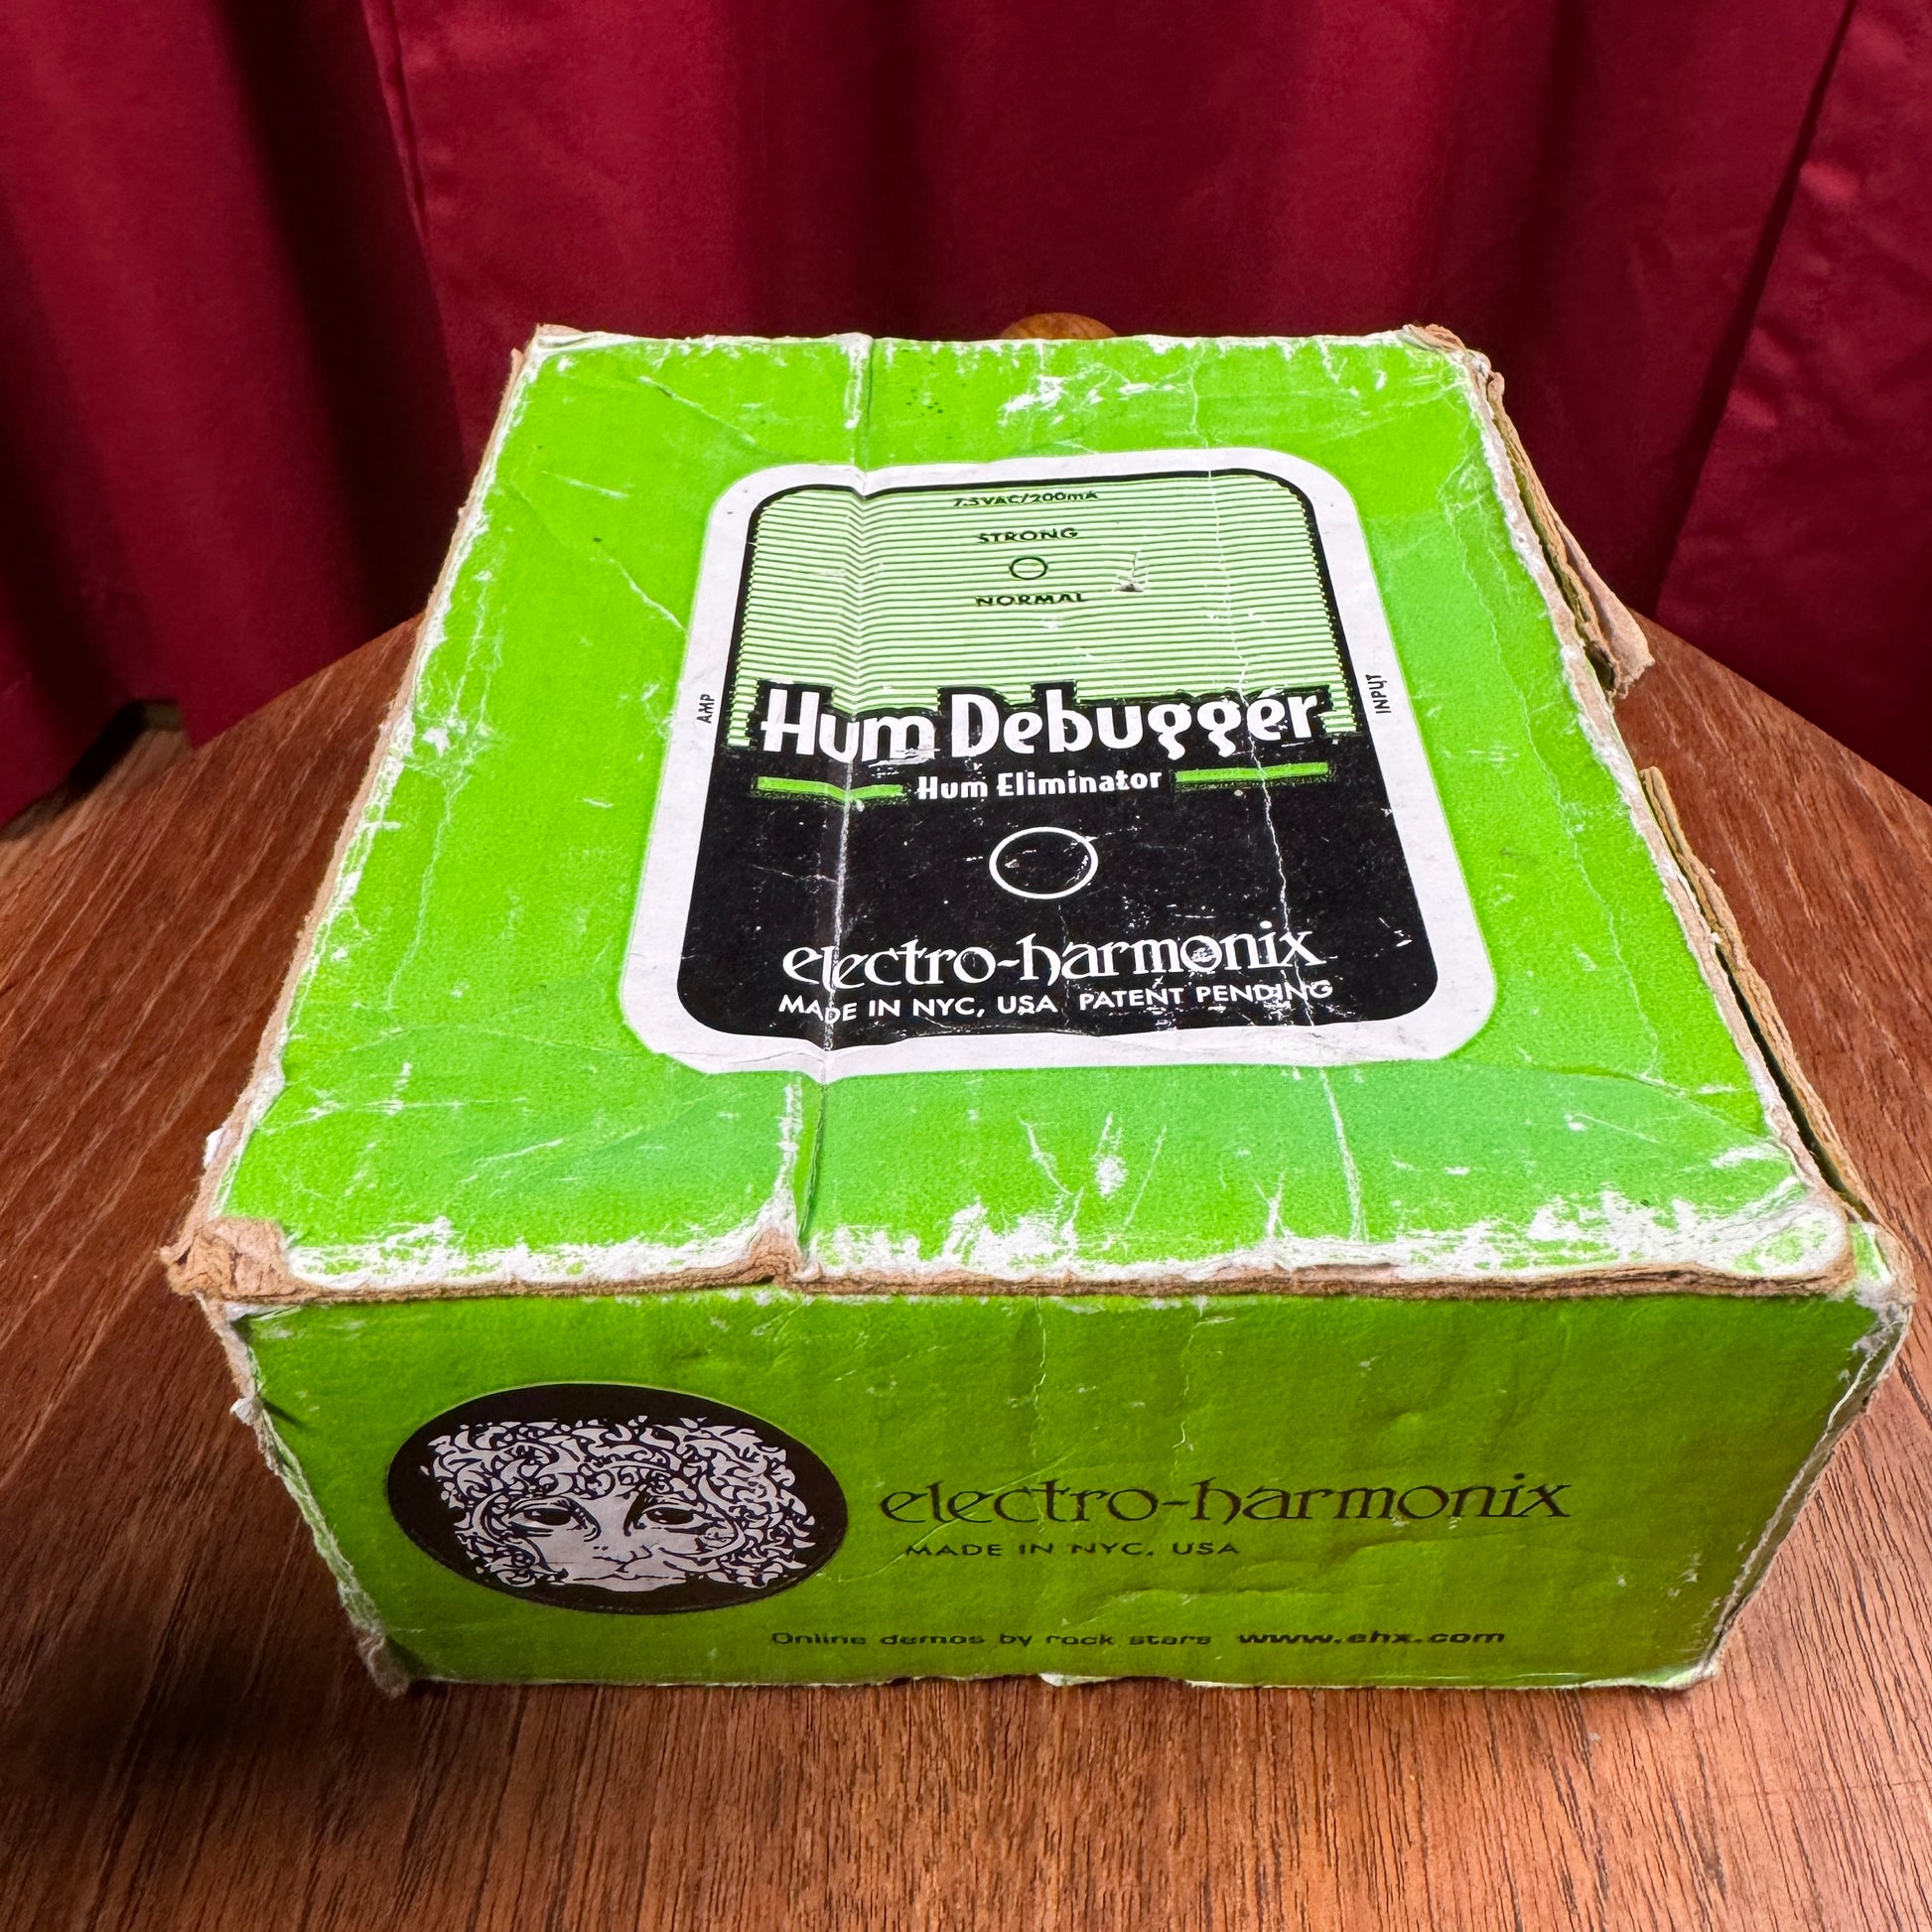 7.5VAC/200mA
STRONG
NORMAL
AMP
INPUT
Hum Debugger
Hum Eliminator
electro-harmonix
MADE IN NYC, USA PATENT PENDING
electro-harmonix
MADE IN NYC, USA
Online demos by rock stars www.ehx.com